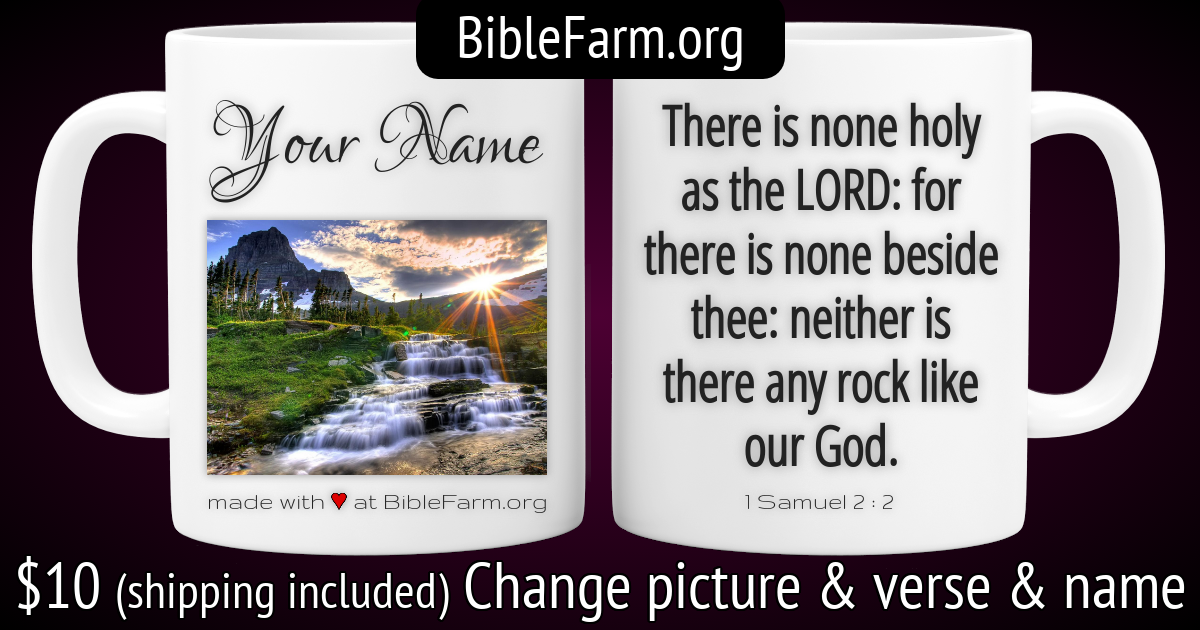 BibleFarm.org
Your Name
made with ♥ at BibleFarm.org
There is none holy
as the LORD: for
there is none beside
thee: neither is
there any rock like
our God.
1 Samuel 2 : 2
$10 (shipping included) Change picture & verse & name